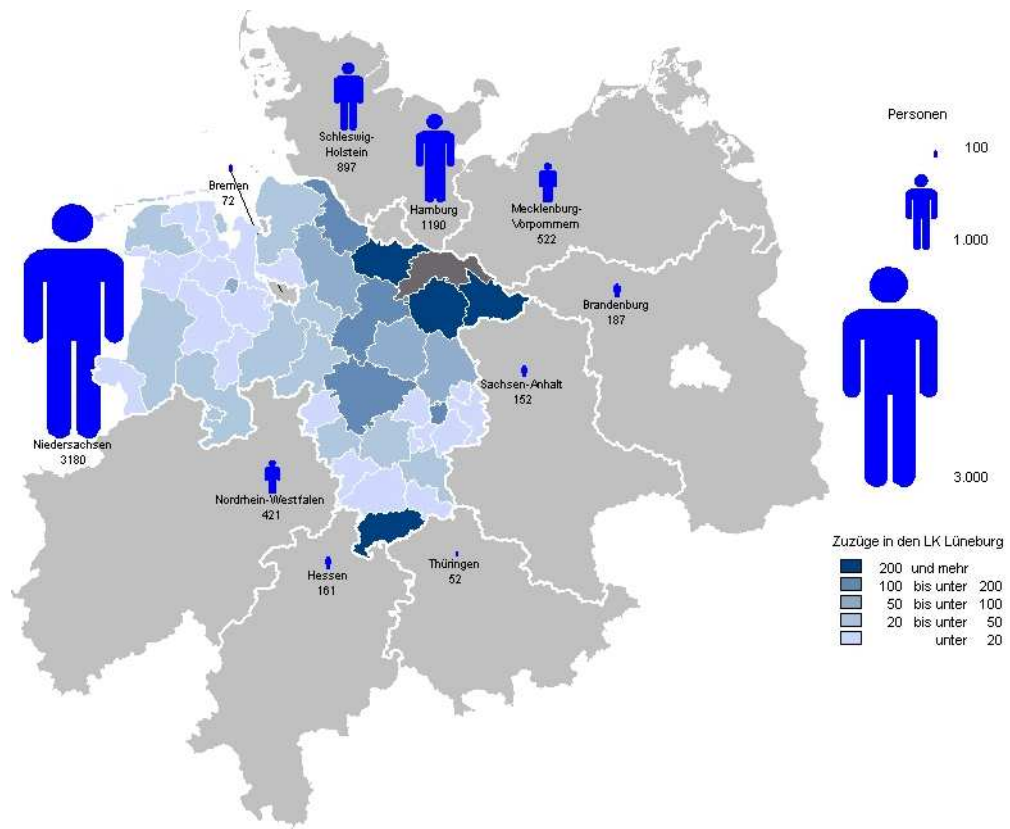 Schleswig-
Holstein
897
Bremen
72
Hamburg
1190
Mecklenburg-
Vorpommern
522
Brandenburg
187
Sachsen-Anhalt
152
Niedersachsen
3180
Nordrhein-Westfalen
421
Hessen
161
Thüringen
52
Personen
100
1.000
3.000
Zuzüge in den LK Lüneburg
200 und mehr
100 bis unter 200
50 bis unter 100
20 bis unter 50
unter 20